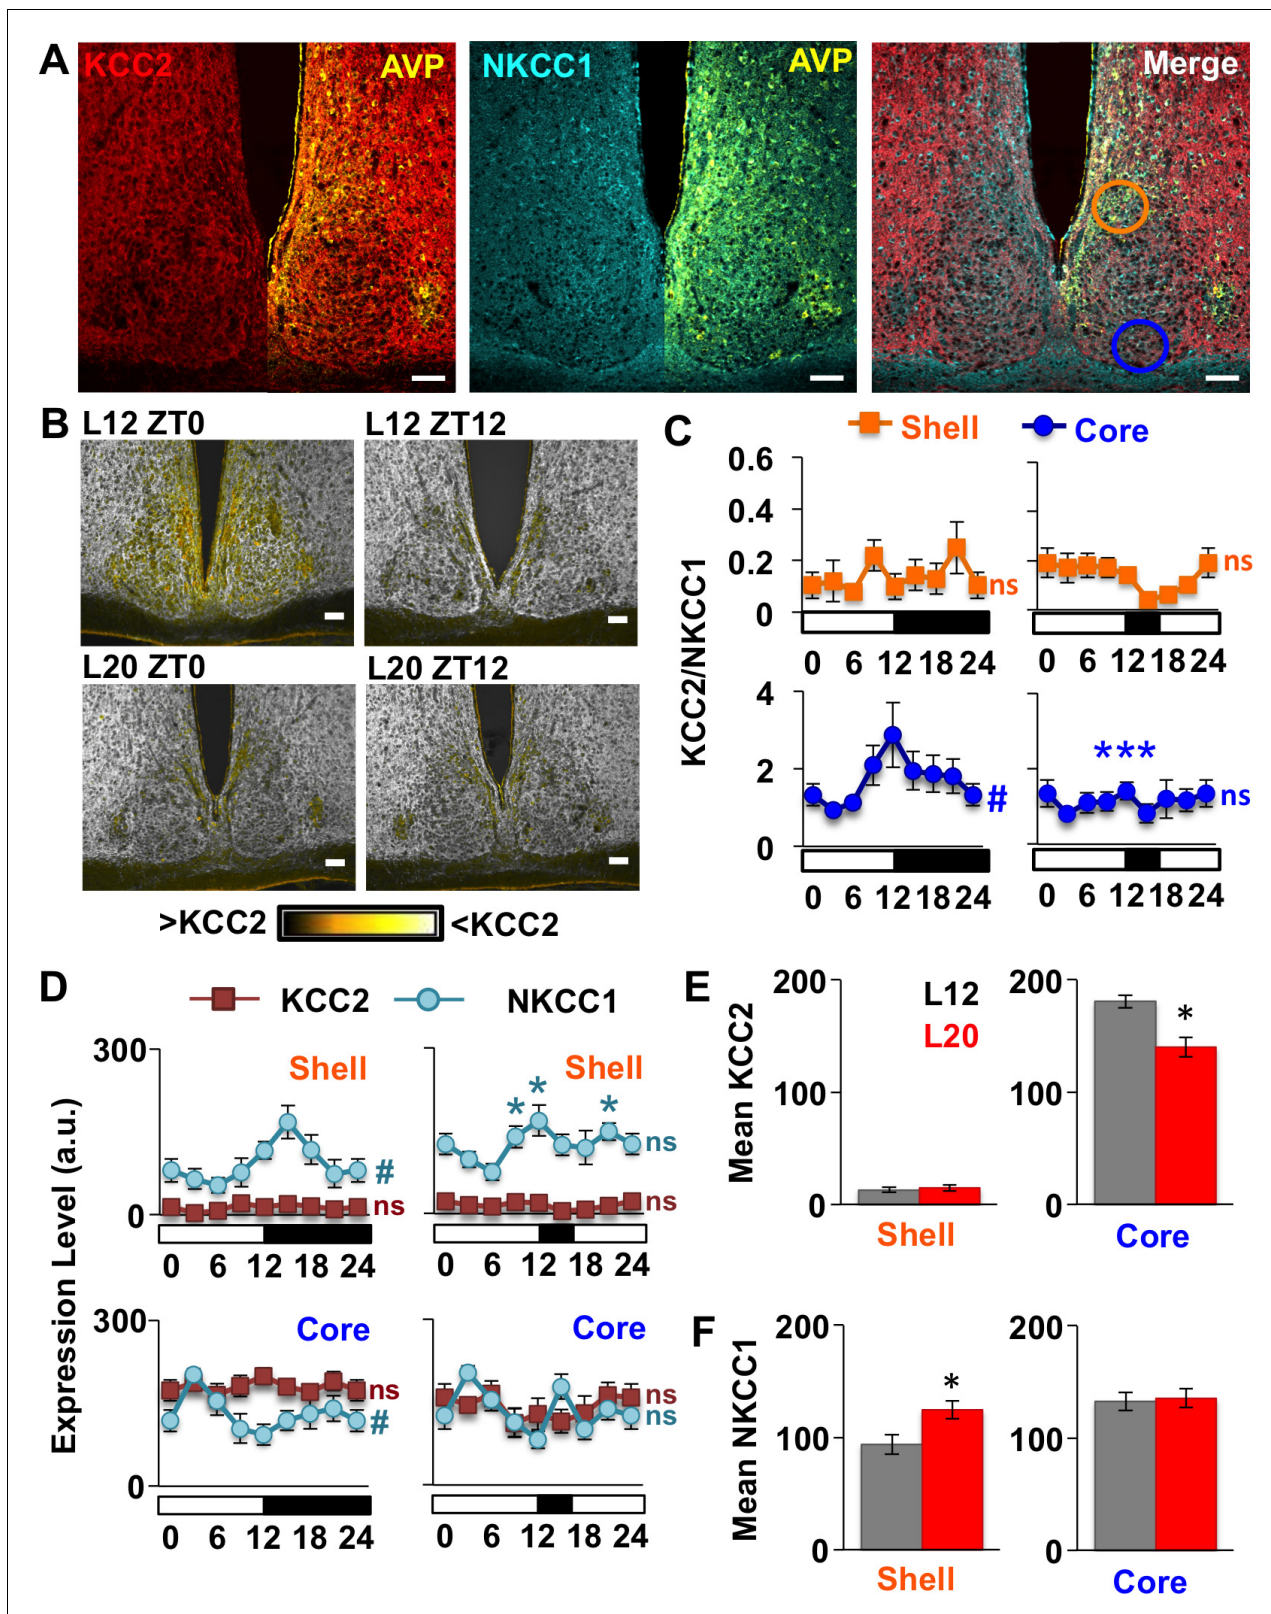 A
KCC2 AVP
NKCC1 AVP
Merge
B
L12 ZT0
L12 ZT12
L20 ZT0
L20 ZT12
>KCC2 <KCC2
C
Shell Core
KCC2/NKCC1
0.6
0.4
0.2
0
ns
0 6 12 18 24
ns
0 6 12 18 24
4
2
0
#
0 6 12 18 24
***
ns
0 6 12 18 24
D
KCC2 NKCC1
Expression Level (a.u.)
300
0
Shell
#
ns
0 6 12 18 24
Shell
* * *
ns
ns
0 6 12 18 24
300
0
Core
ns
#
0 6 12 18 24
Core
ns
ns
0 6 12 18 24
E
Mean KCC2
200
100
0
L12
L20
Shell
200
100
0
*
Core
F
Mean NKCC1
200
100
0
*
Shell
200
100
0
Core